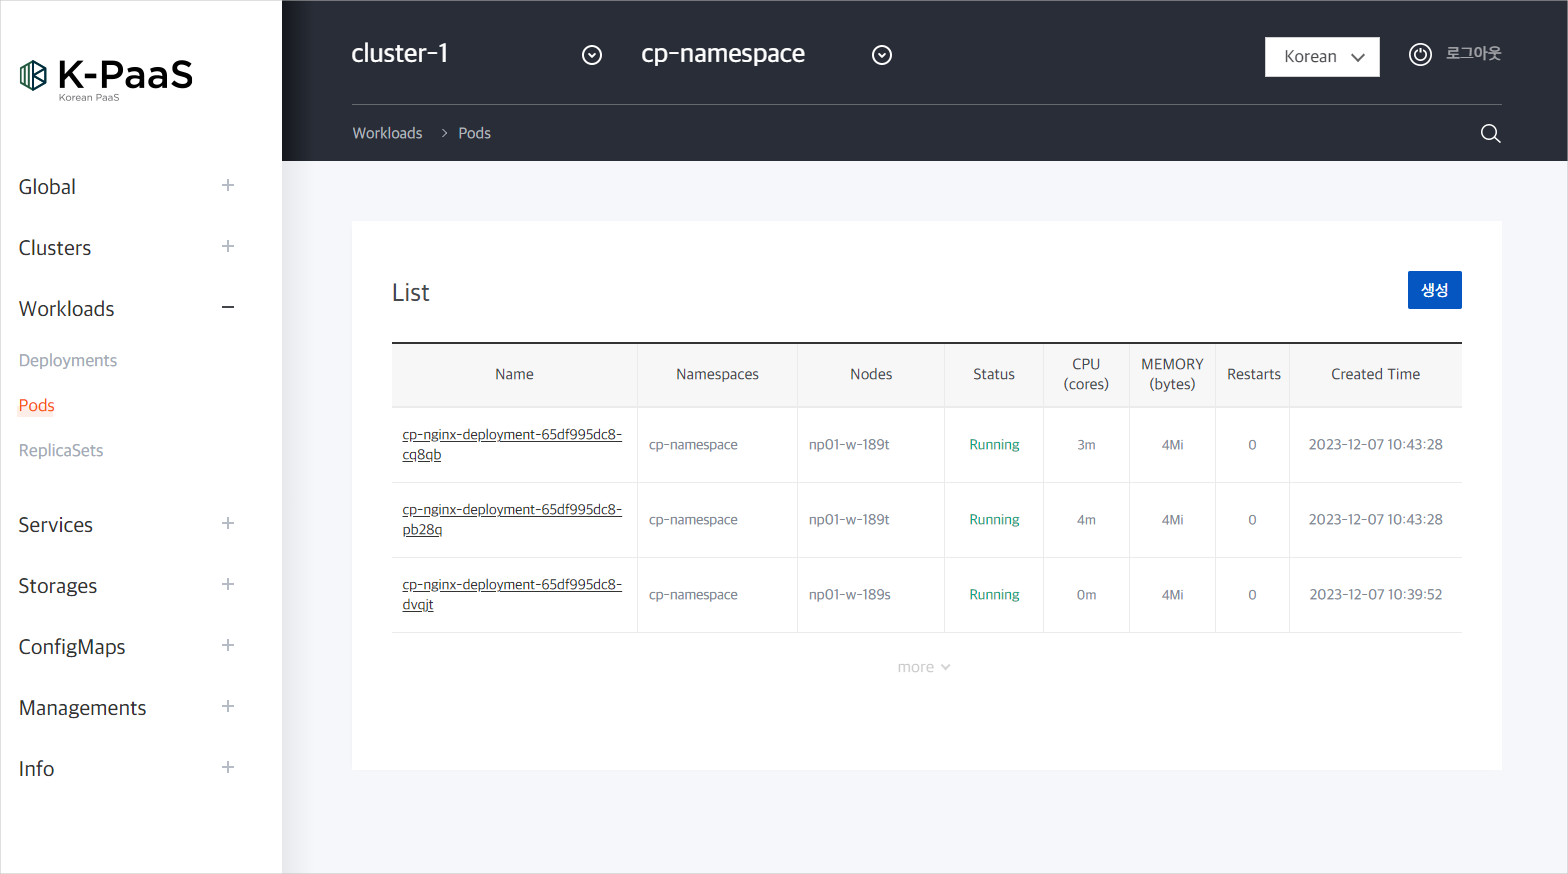 K-PaaS
Korean PaaS
Global
Clusters
Workloads
Deployments
Pods
ReplicaSets
Services
Storages
ConfigMaps
Managements
Info
cluster-1
cp-namespace
Korean
로그아웃
Workloads > Pods
List
생성
Name Namespaces Nodes Status CPU (cores) MEMORY (bytes) Restarts Created Time
cp-nginx-deployment-65df995dc8-cq8qb cp-namespace np01-w-189t Running 3m 4Mi 0 2023-12-07 10:43:28
cp-nginx-deployment-65df995dc8-pb28q cp-namespace np01-w-189t Running 4m 4Mi 0 2023-12-07 10:43:28
cp-nginx-deployment-65df995dc8-dvqjt cp-namespace np01-w-189s Running 0m 4Mi 0 2023-12-07 10:39:52
more